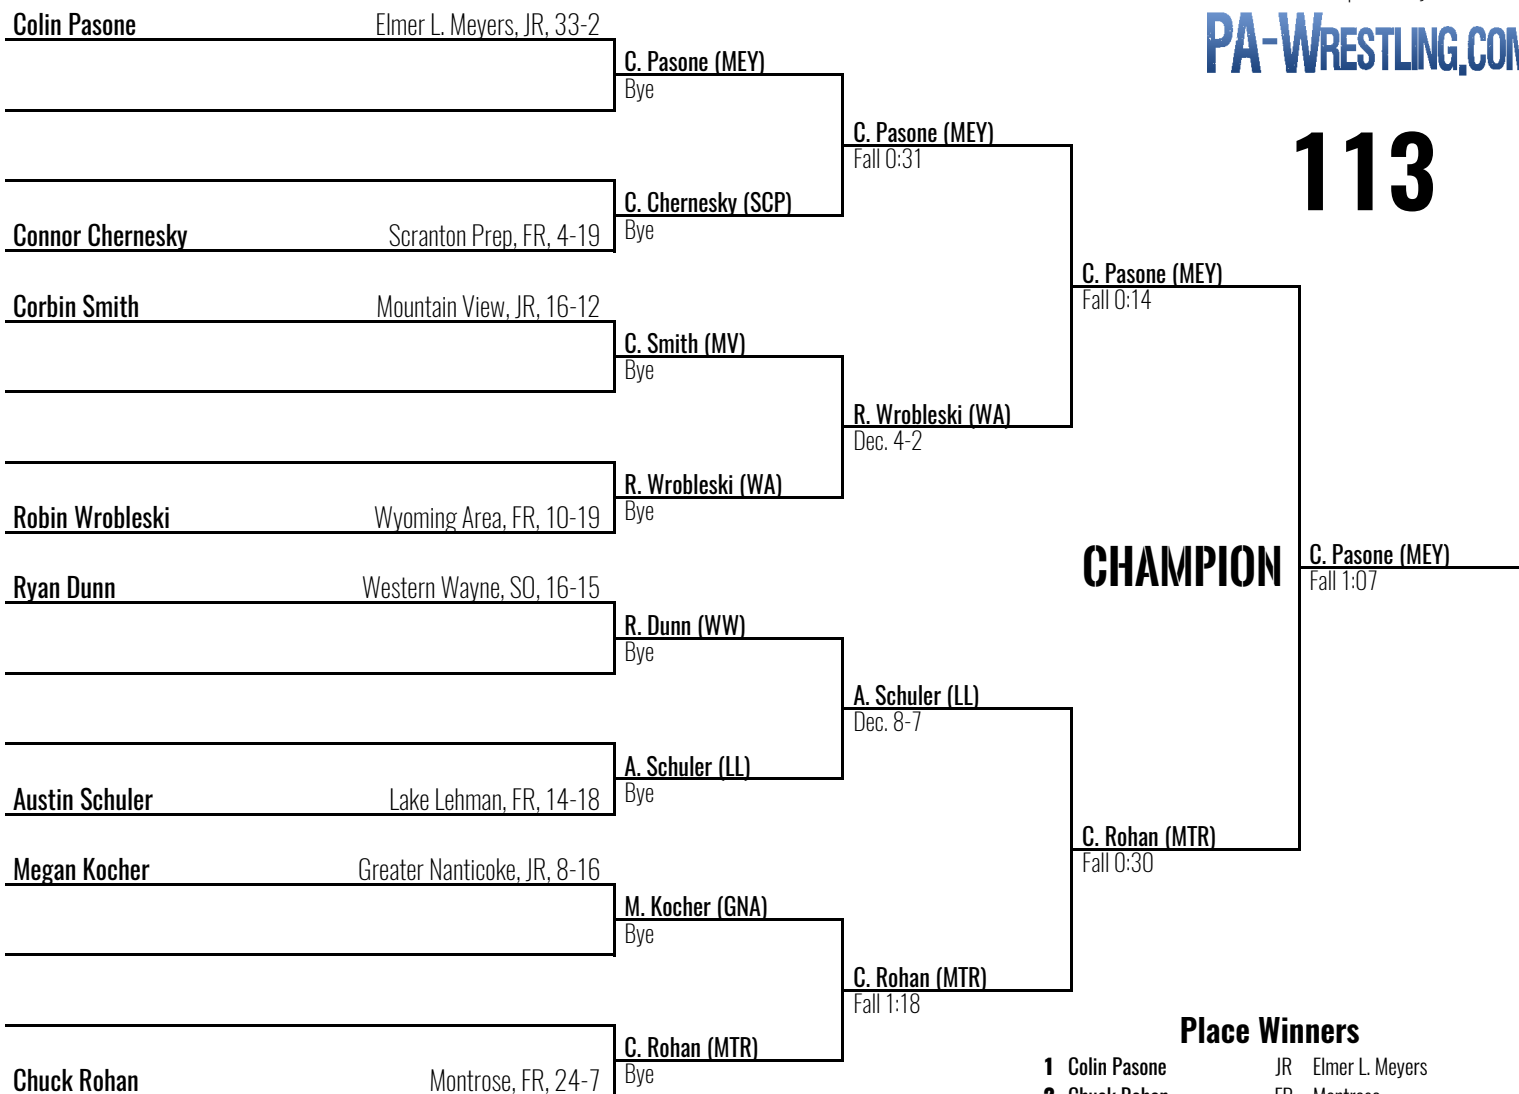 PA-WRESTLING.COM
113
Colin Pasone Elmer L. Meyers, JR, 33-2
C. Pasone (MEY)
Bye
C. Pasone (MEY)
Fall 0:31
C. Chernesky (SCP)
Bye
Connor Chernesky Scranton Prep, FR, 4-19
C. Pasone (MEY)
Fall 0:14
Corbin Smith Mountain View, JR, 16-12
C. Smith (MV)
Bye
R. Wrobleski (WA)
Dec. 4-2
R. Wrobleski (WA)
Bye
Robin Wrobleski Wyoming Area, FR, 10-19
CHAMPION
C. Pasone (MEY)
Fall 1:07
Ryan Dunn Western Wayne, SO, 16-15
R. Dunn (WW)
Bye
A. Schuler (LL)
Dec. 8-7
A. Schuler (LL)
Bye
Austin Schuler Lake Lehman, FR, 14-18
C. Rohan (MTR)
Fall 0:30
Megan Kocher Greater Nanticoke, JR, 8-16
M. Kocher (GNA)
Bye
C. Rohan (MTR)
Fall 1:18
C. Rohan (MTR)
Bye
Chuck Rohan Montrose, FR, 24-7
Place Winners
1 Colin Pasone JR Elmer L. Meyers
2 Chuck Rohan FR Montrose